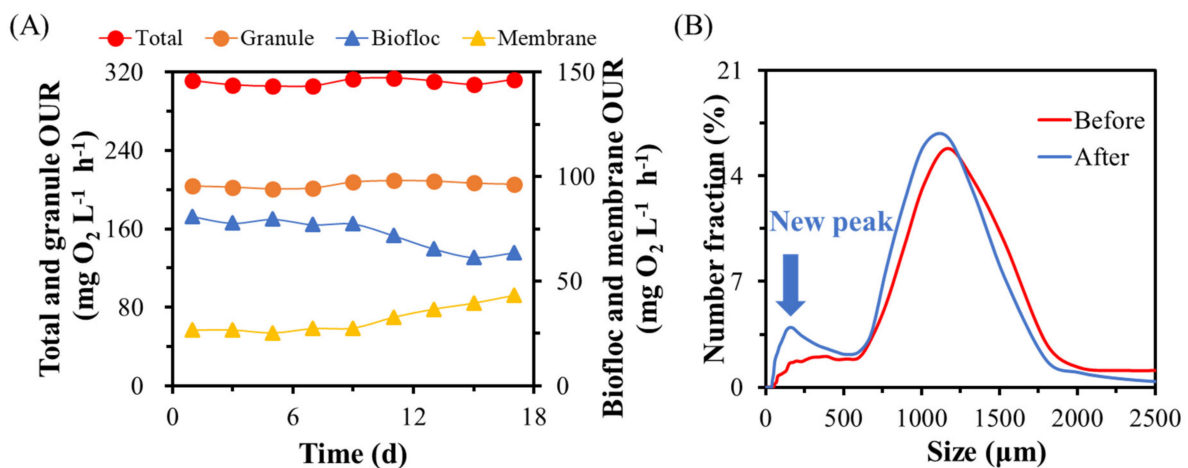 (A)
Total Granule Biofloc Membrane
Total and granule OUR
(mg O₂ L⁻¹ h⁻¹)
320
240
160
80
0
150
100
50
0
Biofloc and membrane OUR
(mg O₂ L⁻¹ h⁻¹)
0 6 12 18
Time (d)
(B)
Number fraction (%)
21
14
7
0
Before
After
New peak
0 500 1000 1500 2000 2500
Size (μm)